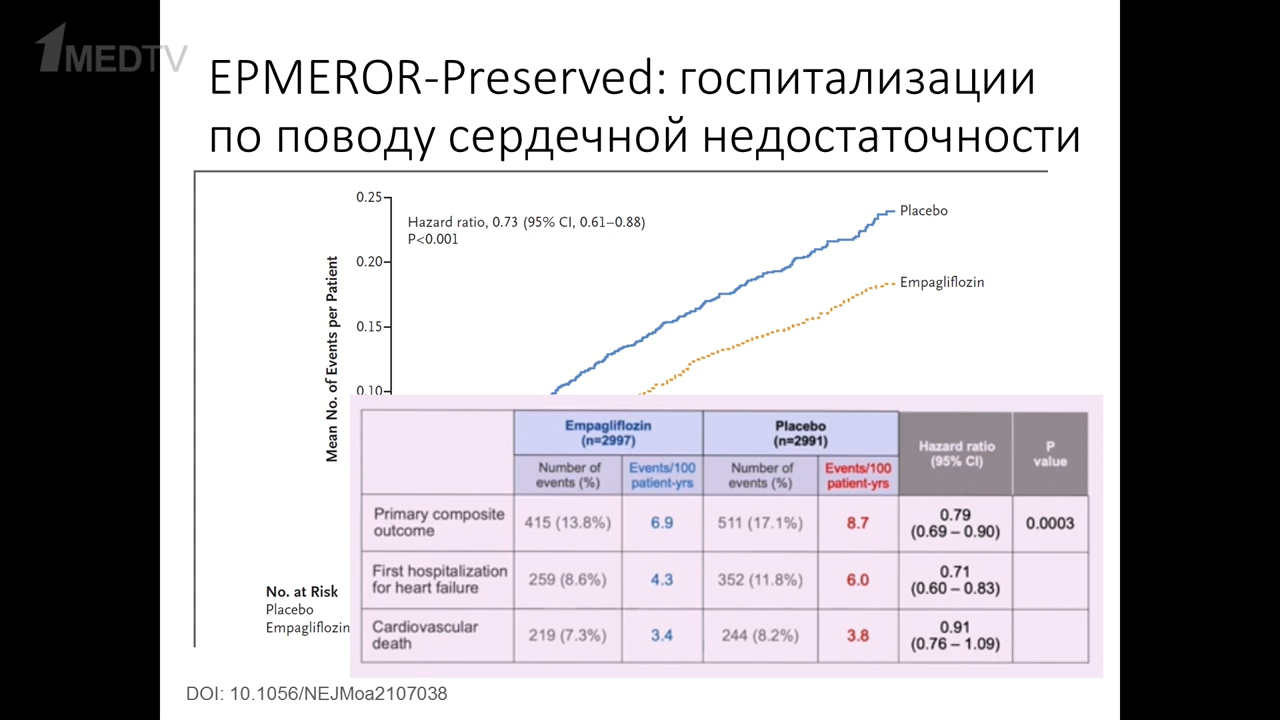 1MEDTV
EPMEROR-Preserved: госпитализации
по поводу сердечной недостаточности
0.25
0.20
0.15
0.10
Mean No. of Events per Patient
Hazard ratio, 0.73 (95% CI, 0.61–0.88)
P<0.001
Placebo
Empagliflozin
Empagliflozin
(n=2997)
Placebo
(n=2991)
Hazard ratio
(95% CI)
P
value
Number of
events (%)
Events/100
patient-yrs
Number of
events (%)
Events/100
patient-yrs
Primary composite
outcome
415 (13.8%)
6.9
511 (17.1%)
8.7
0.79
(0.69 – 0.90)
0.0003
First hospitalization
for heart failure
259 (8.6%)
4.3
352 (11.8%)
6.0
0.71
(0.60 – 0.83)
Cardiovascular
death
219 (7.3%)
3.4
244 (8.2%)
3.8
0.91
(0.76 – 1.09)
No. at Risk
Placebo
Empagliflozin
DOI: 10.1056/NEJMoa2107038